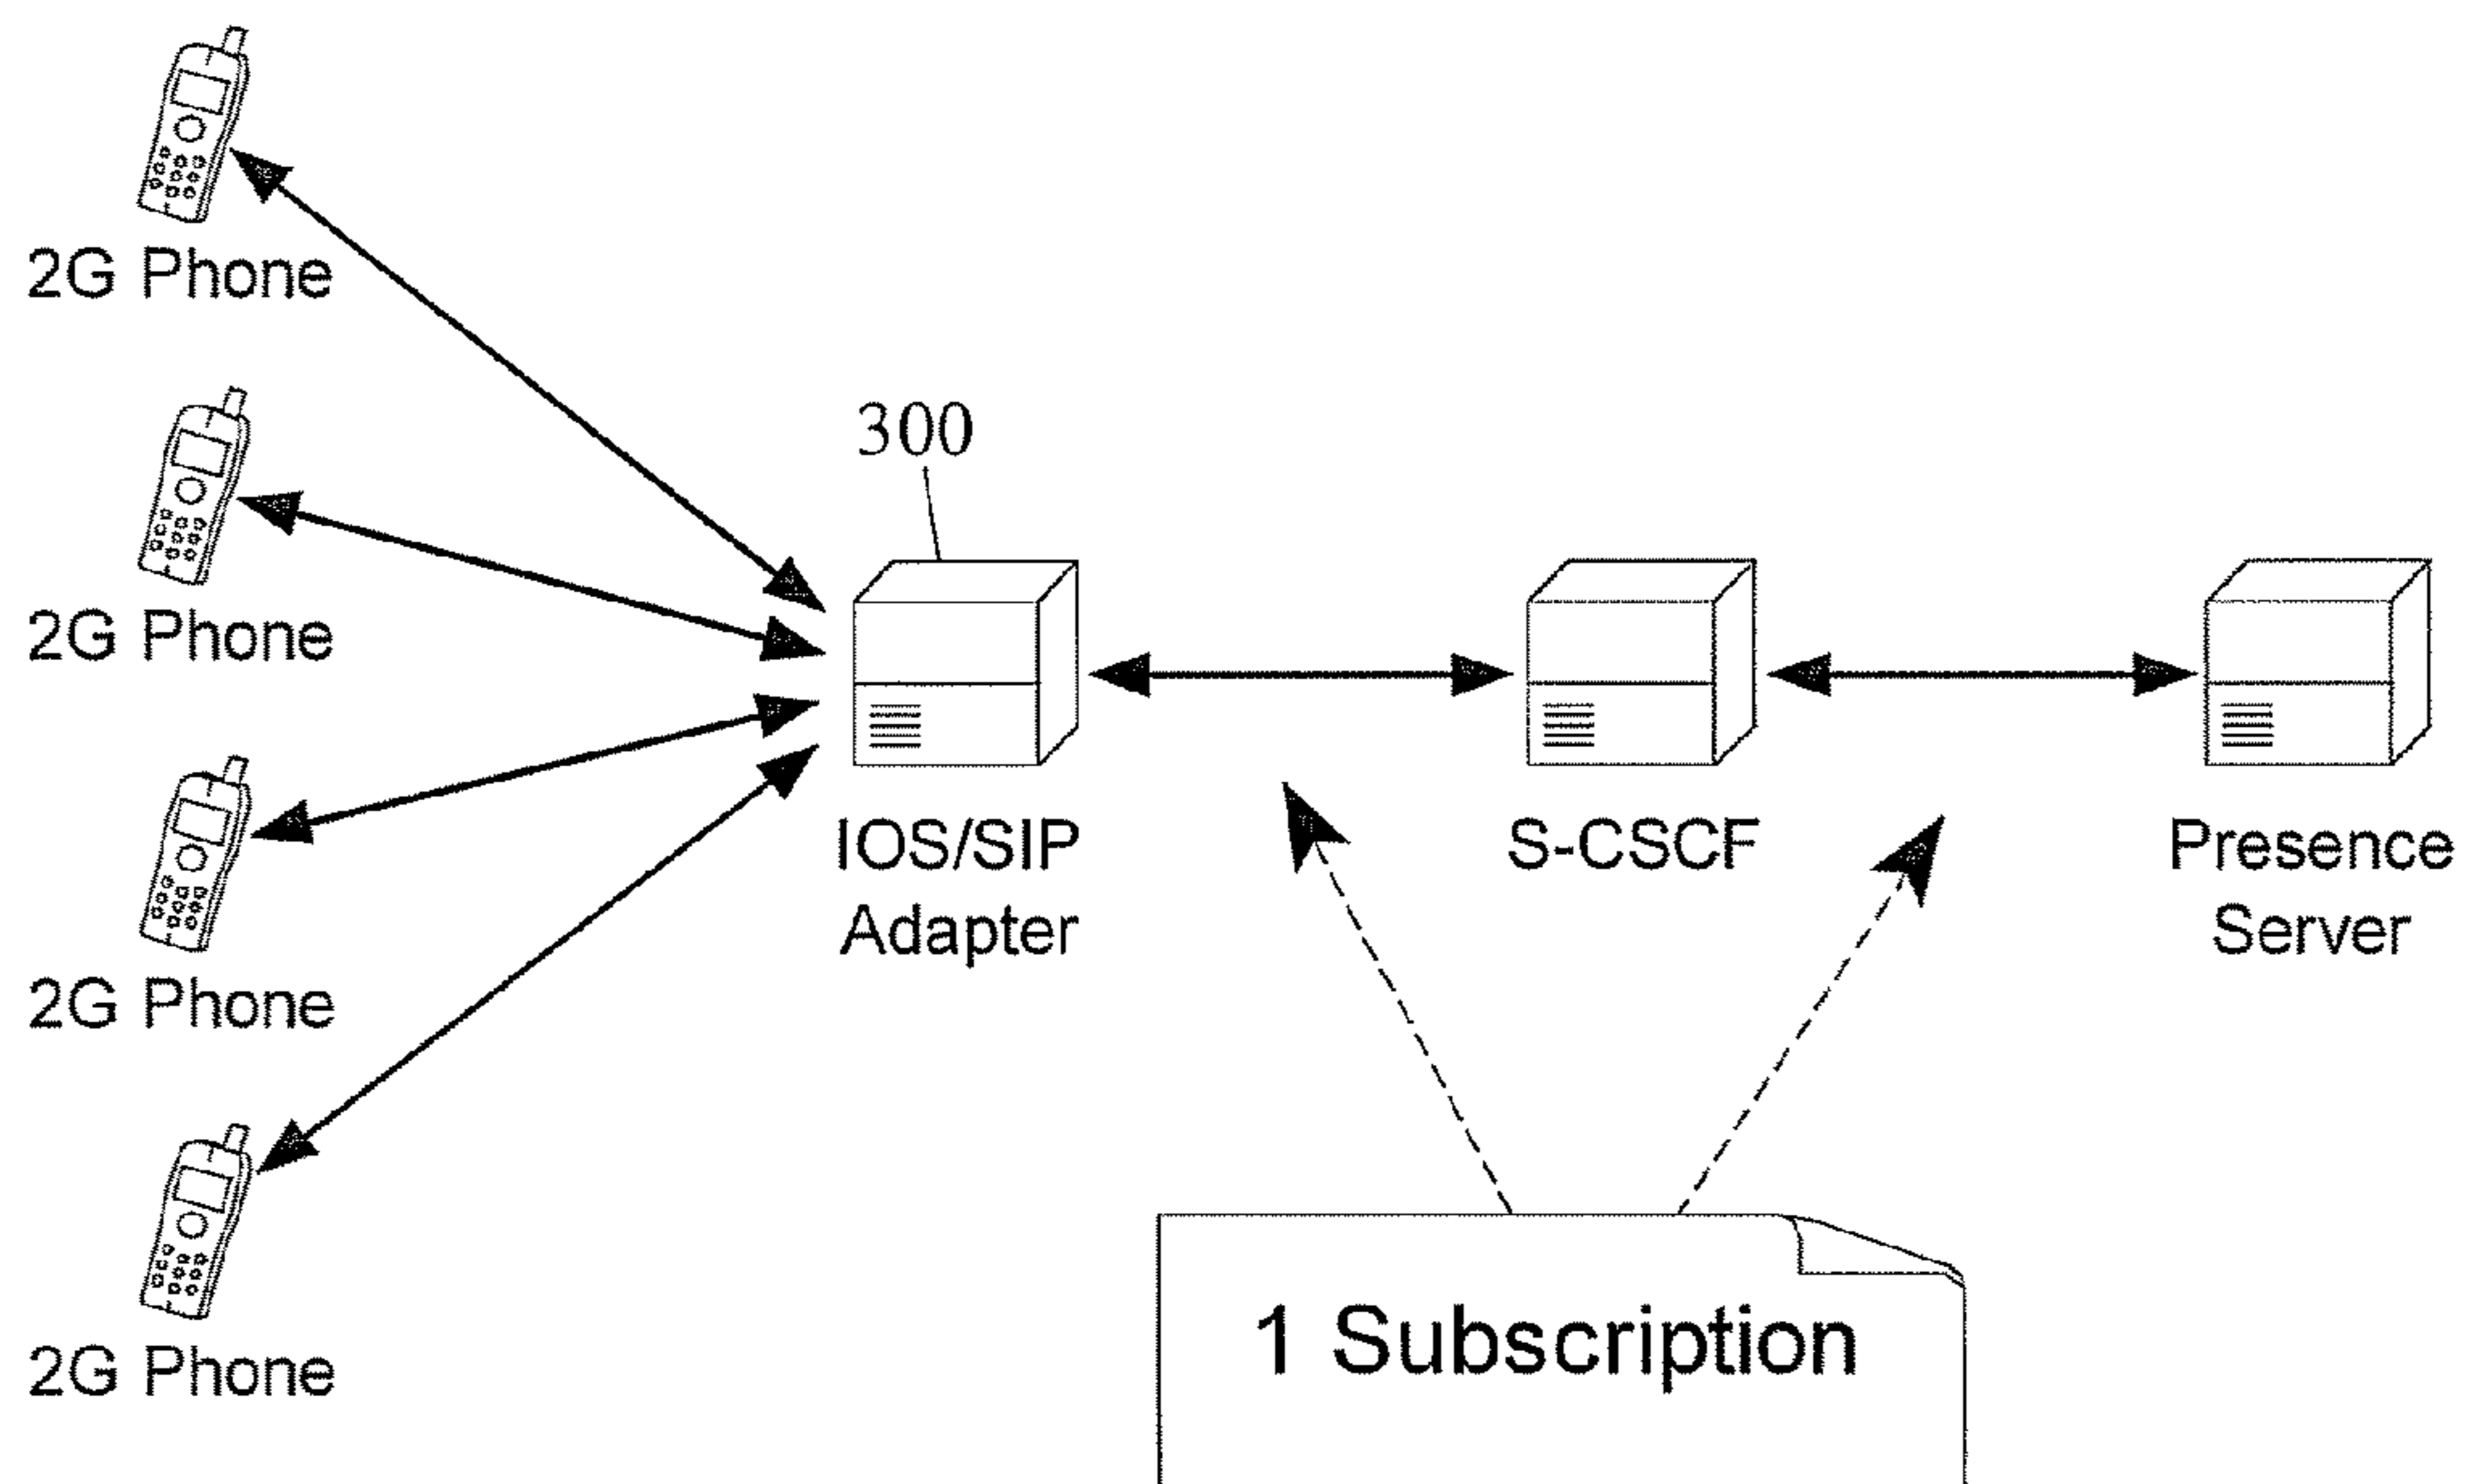 2G Phone
2G Phone
2G Phone
2G Phone
300
IOS/SIP
Adapter
S-CSCF
Presence
Server
1 Subscription